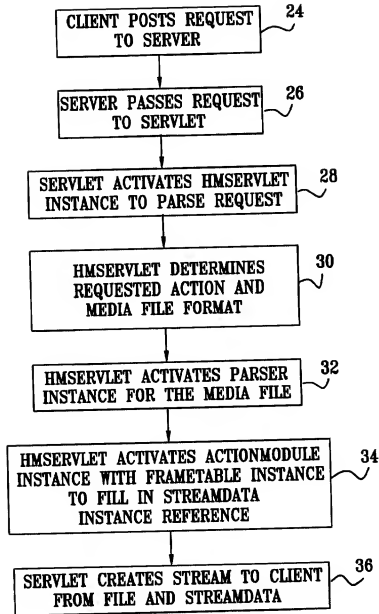 CLIENT POSTS REQUEST
TO SERVER
24
SERVER PASSES REQUEST
TO SERVLET
26
SERVLET ACTIVATES HMSERVLET
INSTANCE TO PARSE REQUEST
28
HMSERVLET DETERMINES
REQUESTED ACTION AND
MEDIA FILE FORMAT
30
HMSERVLET ACTIVATES PARSER
INSTANCE FOR THE MEDIA FILE
32
HMSERVLET ACTIVATES ACTIONMODULE
INSTANCE WITH FRAMETABLE INSTANCE
TO FILL IN STREAMDATA
INSTANCE REFERENCE
34
SERVLET CREATES STREAM TO CLIENT
FROM FILE AND STREAMDATA
36